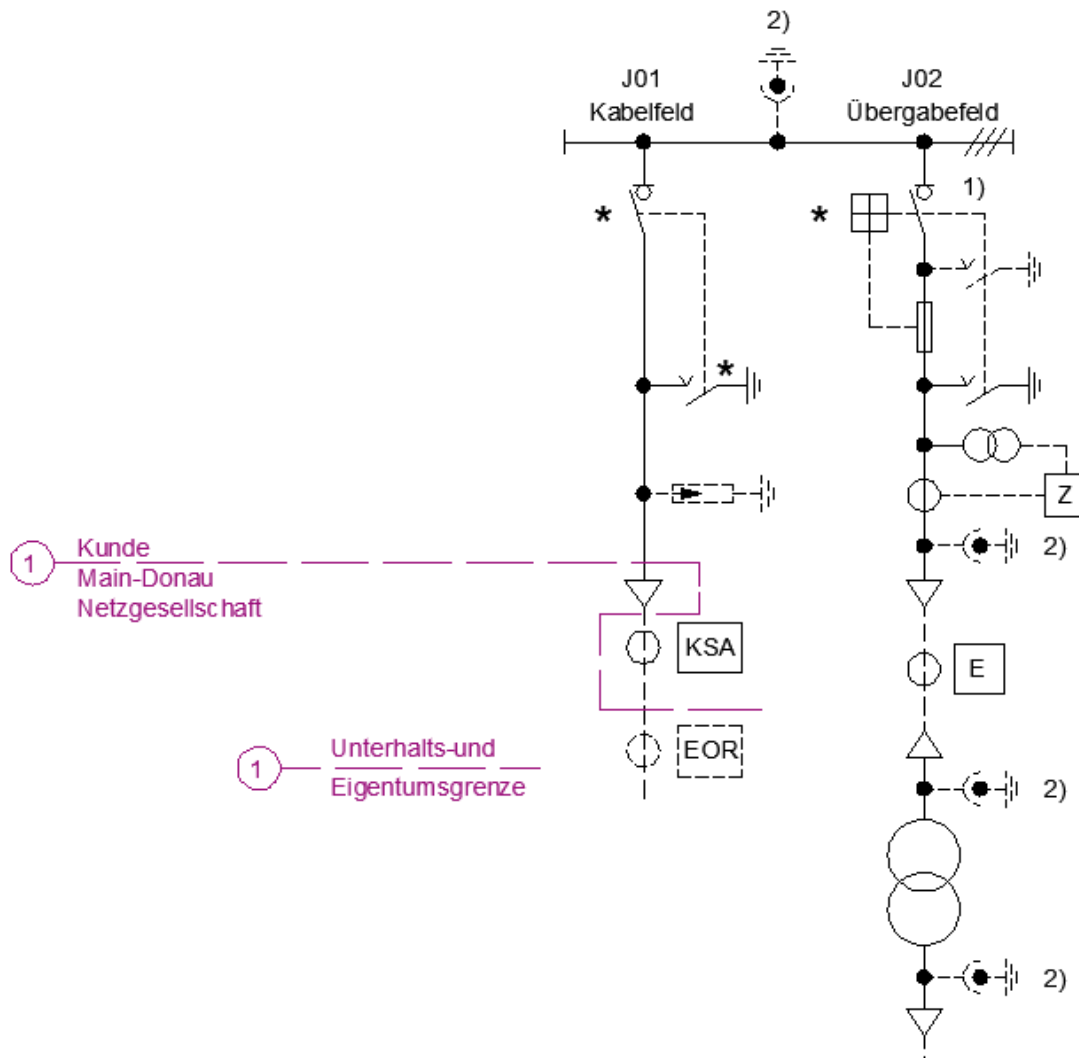 2)
J01
Kabelfeld
J02
Übergabefeld
1)
*
*
*
Z
2)
1
Kunde
Main-Donau
Netzgesellschaft
KSA
E
EOR
1
Unterhalts-und
Eigentumsgrenze
2)
2)